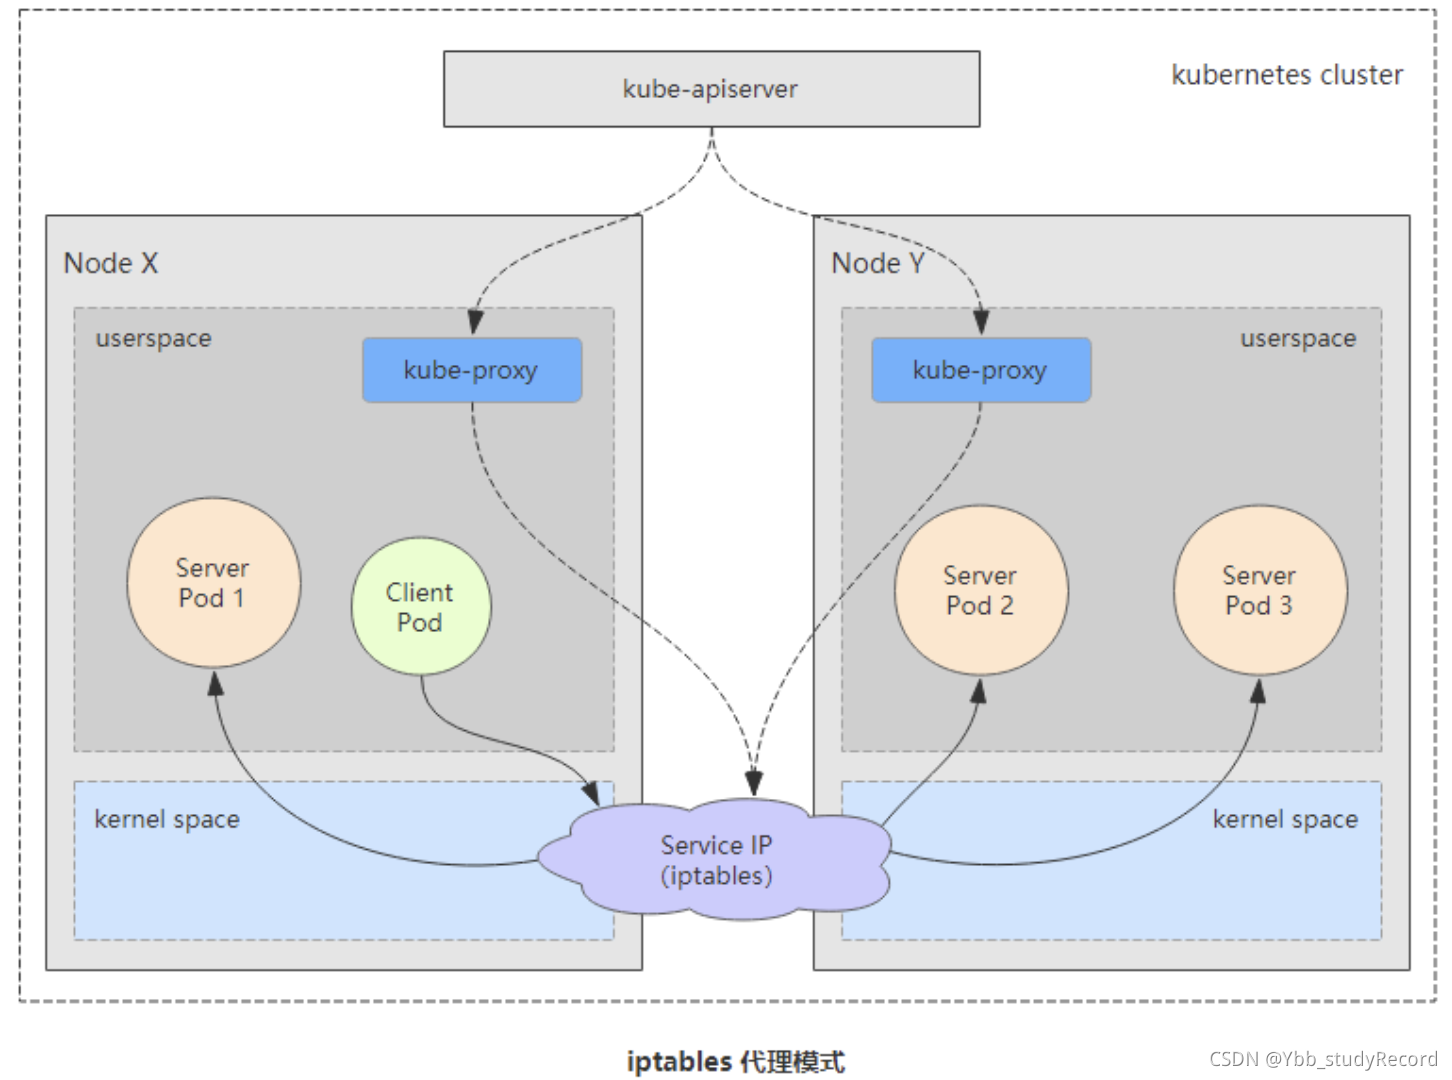 kube-apiserver
kubernetes cluster
Node X
userspace
kube-proxy
Server
Pod 1
Client
Pod
kernel space
Node Y
userspace
kube-proxy
Server
Pod 2
Server
Pod 3
kernel space
Service IP
(iptables)
iptables 代理模式
CSDN @Ybb_studyRecord